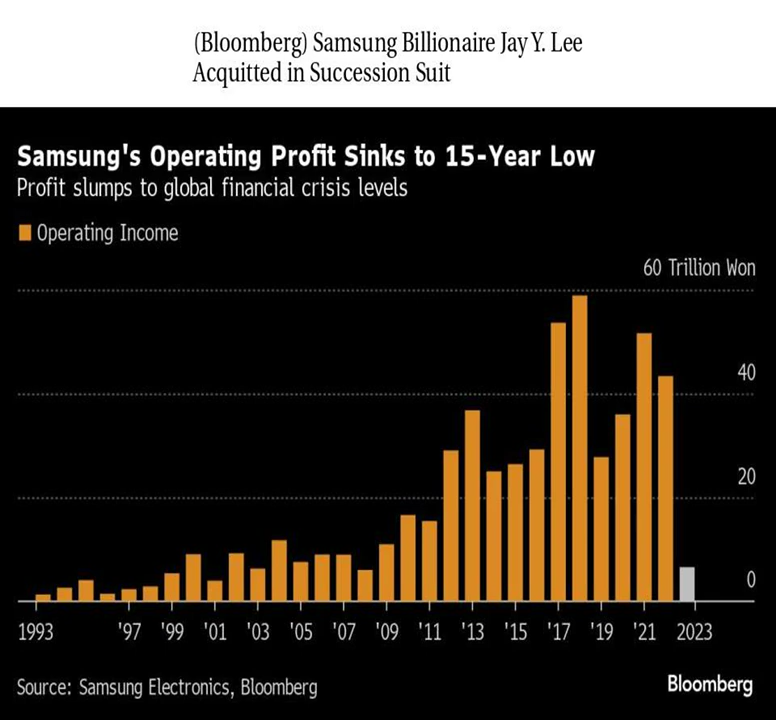 (Bloomberg) Samsung Billionaire Jay Y. Lee
Acquitted in Succession Suit
Samsung's Operating Profit Sinks to 15-Year Low
Profit slumps to global financial crisis levels
Operating Income
60 Trillion Won
40
20
0
1993 '97 '99 '01 '03 '05 '07 '09 '11 '13 '15 '17 '19 '21 2023
Source: Samsung Electronics, Bloomberg
Bloomberg